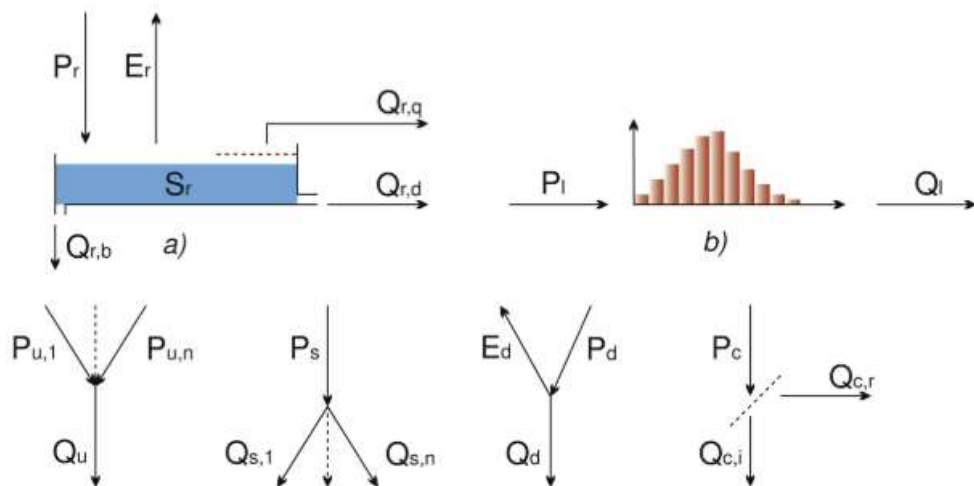 Pr Er
Qr,q
Sr Qr,d
Pl Ql
Qr,b a) b)
Pu,1 Pu,n Ps Ed Pd Pc
Qc,r
Qu Qs,1 Qs,n Qd Qc,i